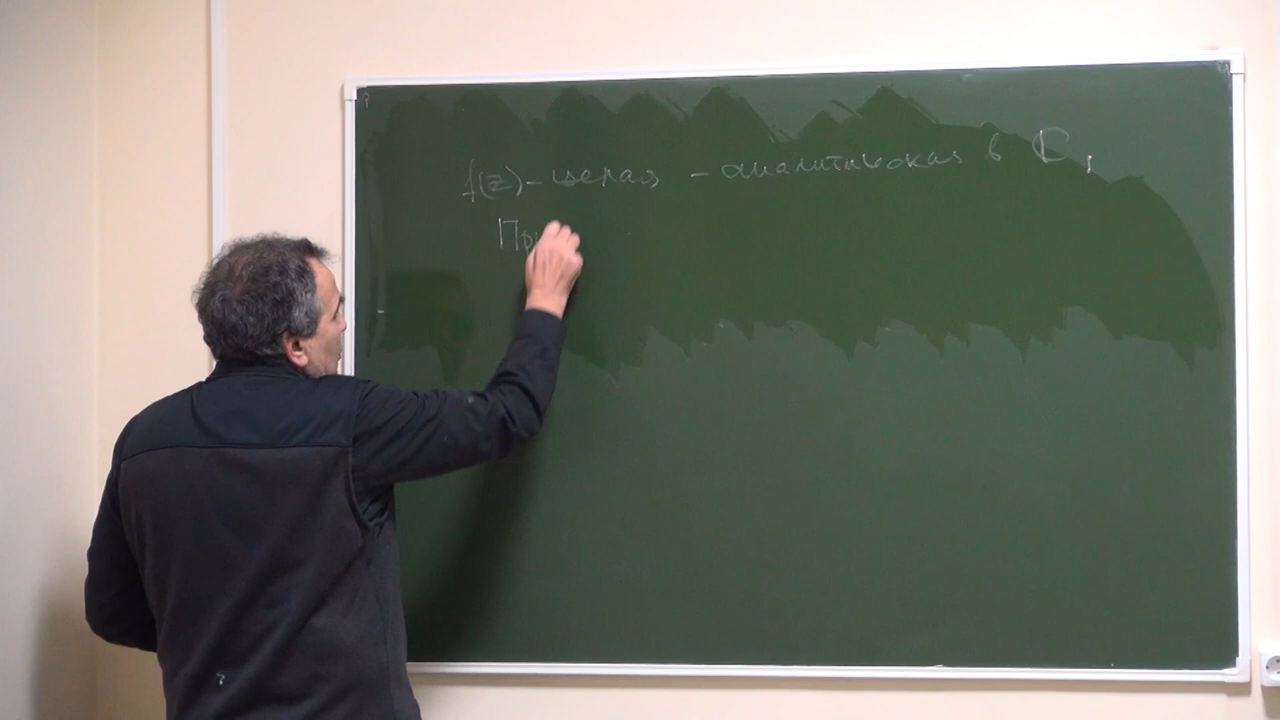 f(z) – целая – аналитическая в ℂ,
Пр